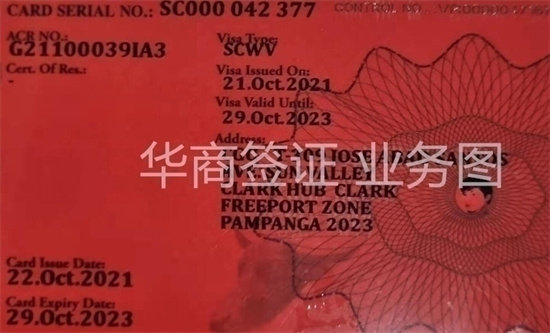 CARD SERIAL NO.: SC000 042 377
CONTROL NO.
ACR NO.:
G21100039IA3
Cert. Of Res.:
-
Visa Type:
SCWV
Visa Issued On:
21.Oct.2021
Visa Valid Until:
29.Oct.2023
Address:
华商签证 业务图
CLARK HUB CLARK
FREEPORT ZONE
PAMPANGA 2023
Card Issue Date:
22.Oct.2021
Card Expiry Date:
29.Oct.2023